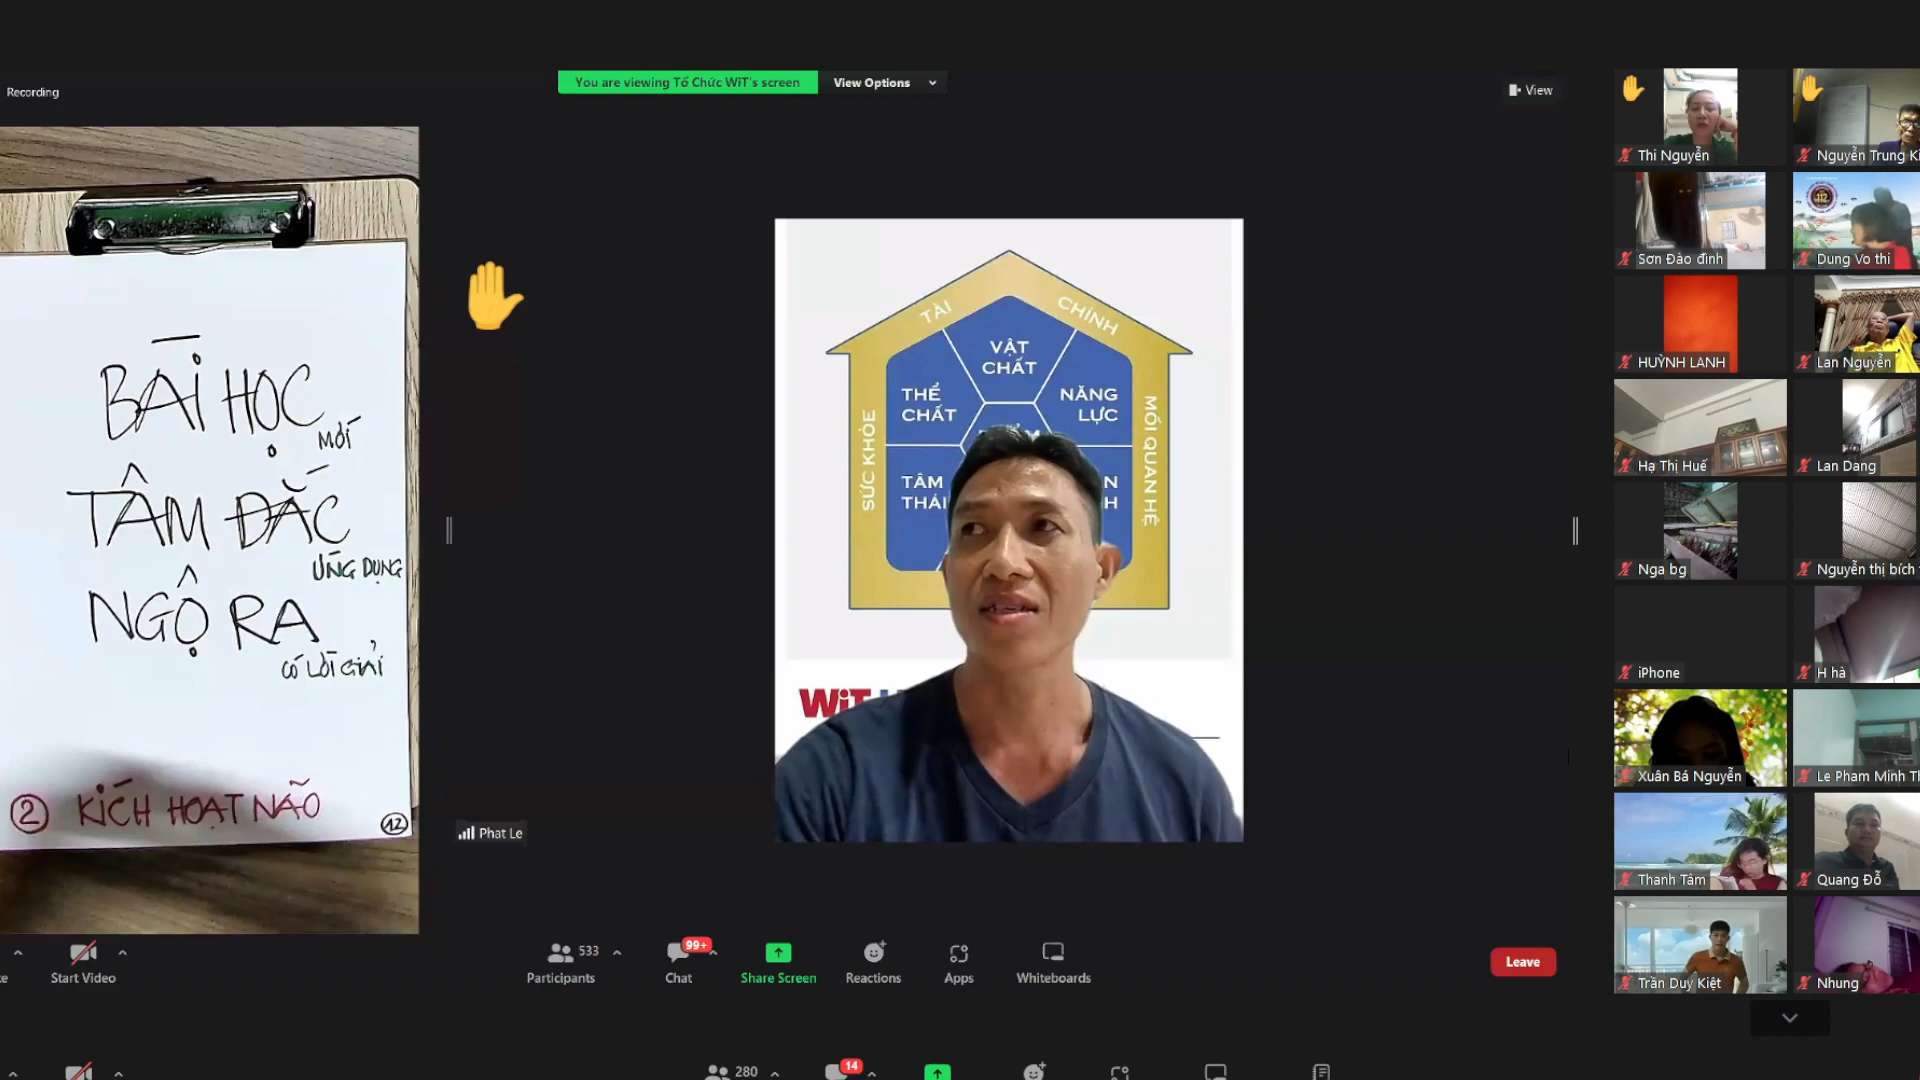 You are viewing Tổ Chức WiT's screen
View Options
Recording
View
BÀI HỌC
MỚI
TÂM ĐẮC
ỨNG DỤNG
NGỘ RA
CÓ LỜI GIẢI
2 KÍCH HOẠT NÃO
12
TÀI
CHÍNH
VẬT
CHẤT
THỂ
CHẤT
NĂNG
LỰC
SỨC KHỎE
MỐI QUAN HỆ
TÂM
THÁI
N
H
WiT
Phat Le
Thi Nguyễn
Nguyễn Trung Ki
Sơn Đào đình
Dung Vo thi
HUỲNH LANH
Lan Nguyễn
Hạ Thị Huế
Lan Dang
Nga bg
Nguyễn thị bích
iPhone
H hà
Xuân Bá Nguyễn
Le Pham Minh T
Thanh Tâm
Quang Đỗ
Trần Duy Kiệt
Nhung
Start Video
533
Participants
99+
Chat
Share Screen
Reactions
Apps
Whiteboards
Leave
280
14